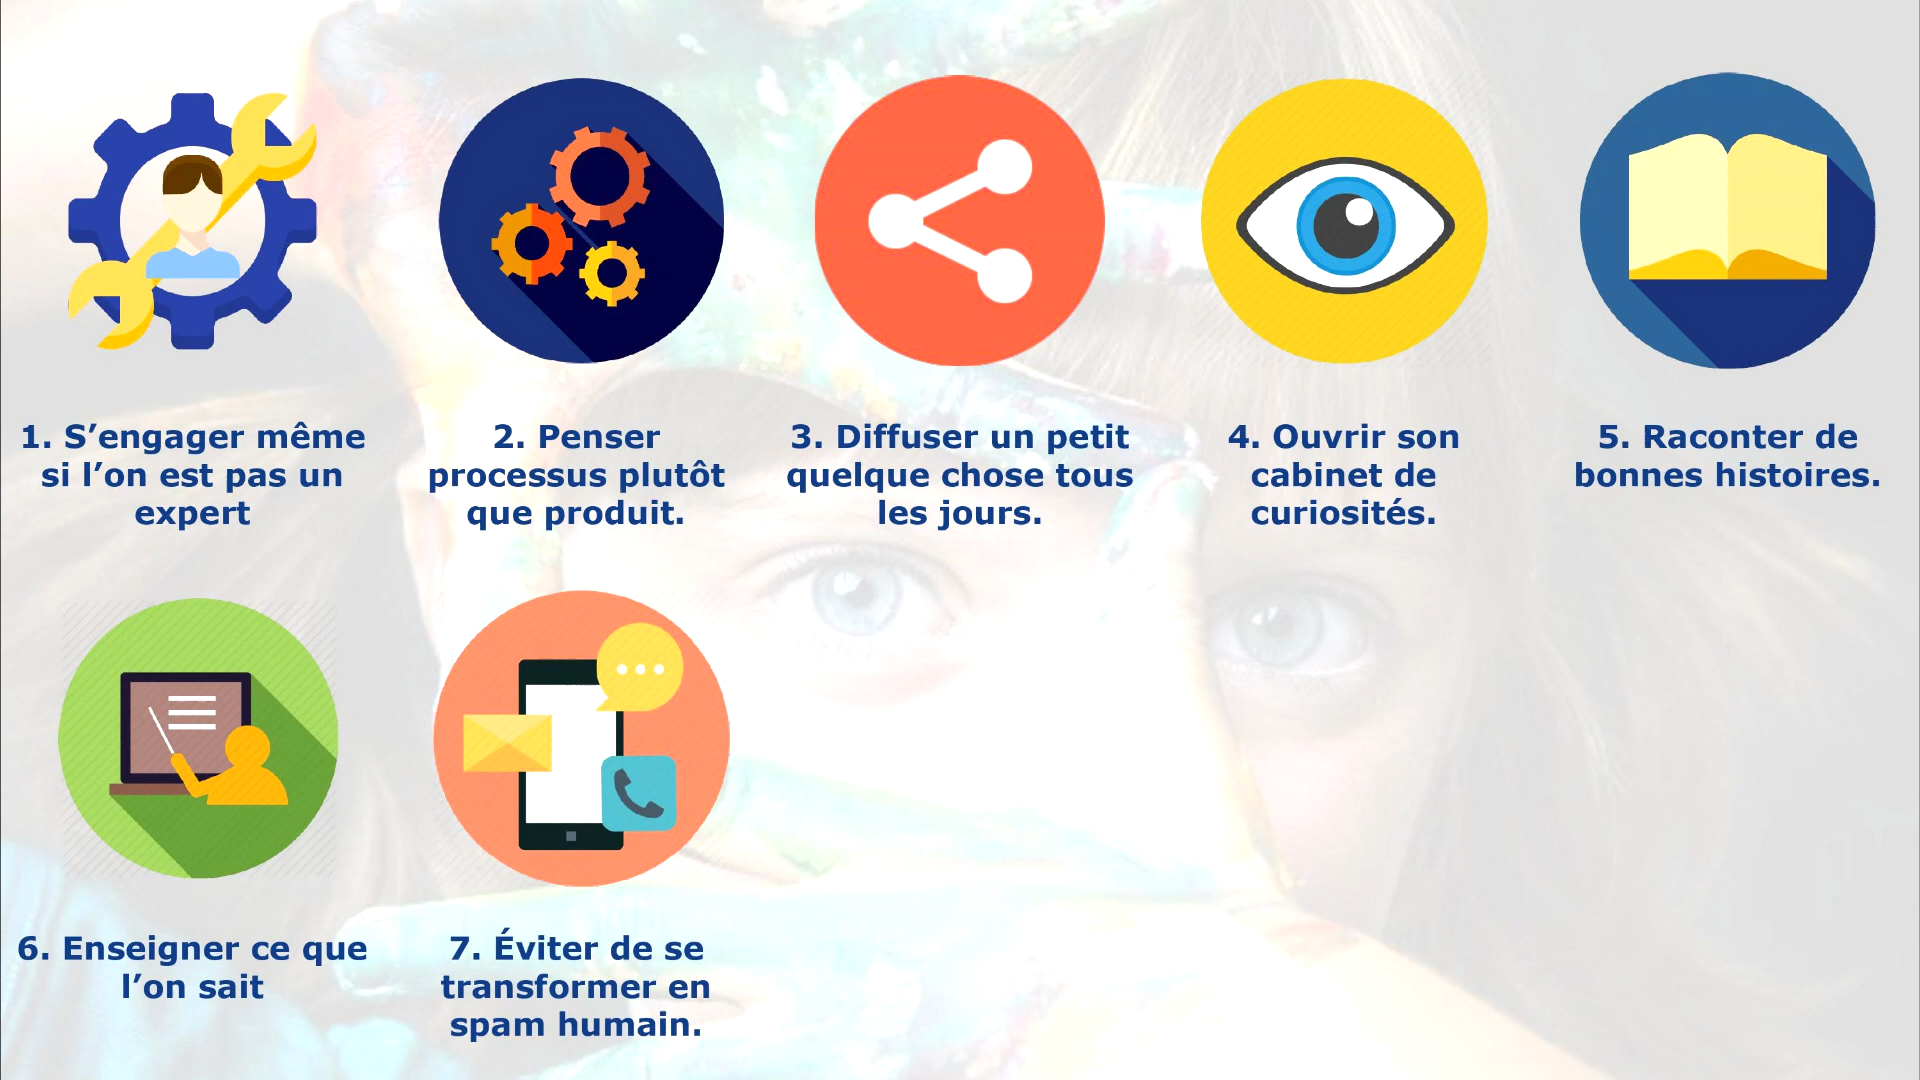 1. S’engager même
si l’on est pas un
expert
2. Penser
processus plutôt
que produit.
3. Diffuser un petit
quelque chose tous
les jours.
4. Ouvrir son
cabinet de
curiosités.
5. Raconter de
bonnes histoires.
6. Enseigner ce que
l’on sait
7. Éviter de se
transformer en
spam humain.